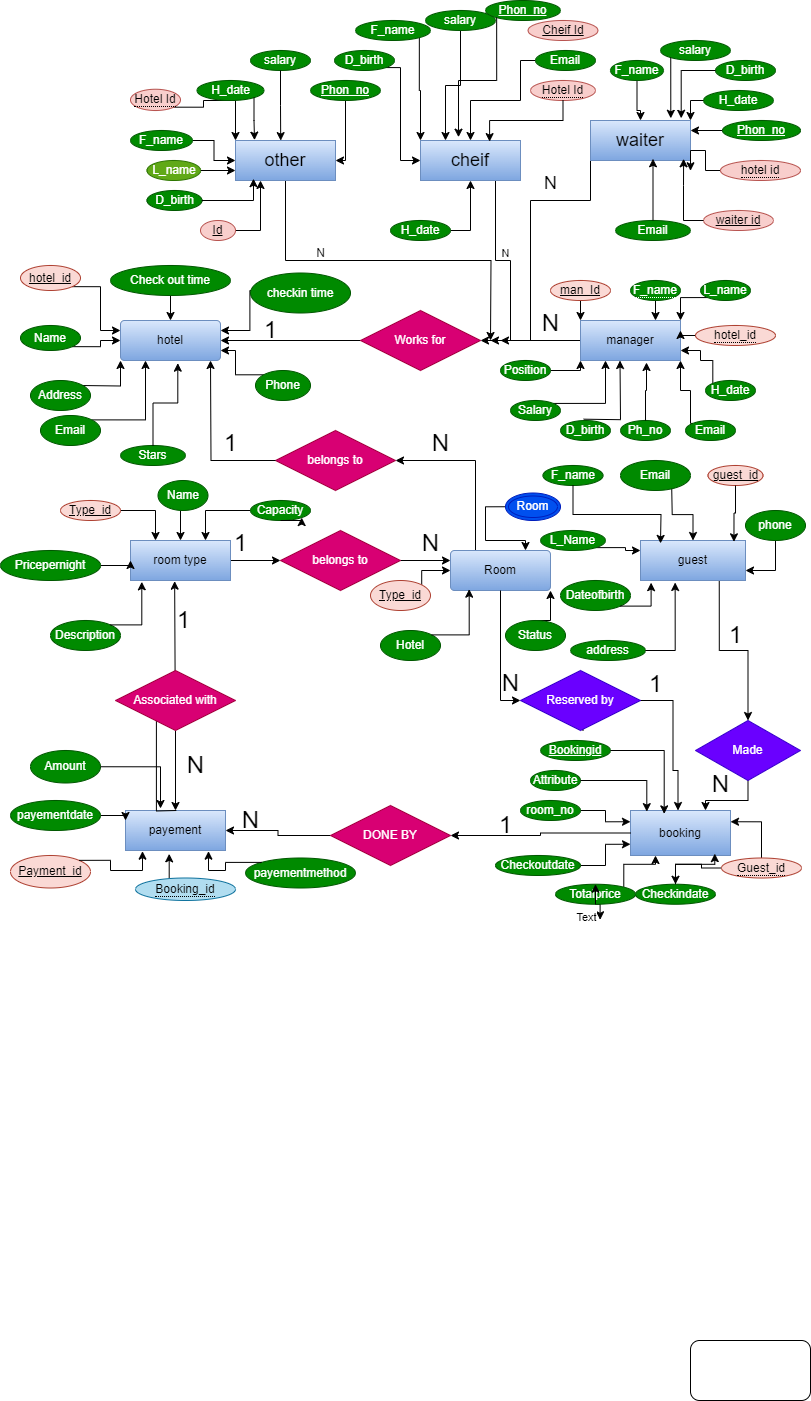 Phon_no
salary
F_name
Cheif Id
salary
F_name
D_birth
H_date
Phon_no
hotel id
waiter id
Email
waiter
salary
D_birth
Email
Hotel Id
H_date
Phon_no
Hotel Id
F_name
L_name
D_birth
Id
other
cheif
H_date
N
N
N
hotel_id
Check out time
checkin time
Name
hotel
1
Works for
N
man_Id
F_name
L_name
manager
hotel_id
Position
H_date
Address
Phone
Salary
Email
Stars
D_birth
Ph_no
Email
1
belongs to
N
Type_id
Name
Capacity
Room
F_name
Email
guest_id
Pricepernight
room type
1
belongs to
N
Room
L_Name
guest
phone
Type_id
Dateofbirth
Description
1
Hotel
Status
address
1
Associated with
N
Reserved by
1
Made
Amount
N
Bookingid
Attribute
N
payementdate
payement
N
DONE BY
1
room_no
booking
Payment_id
Booking_id
payementmethod
Checkoutdate
Guest_id
Totalprice
Checkindate
Text